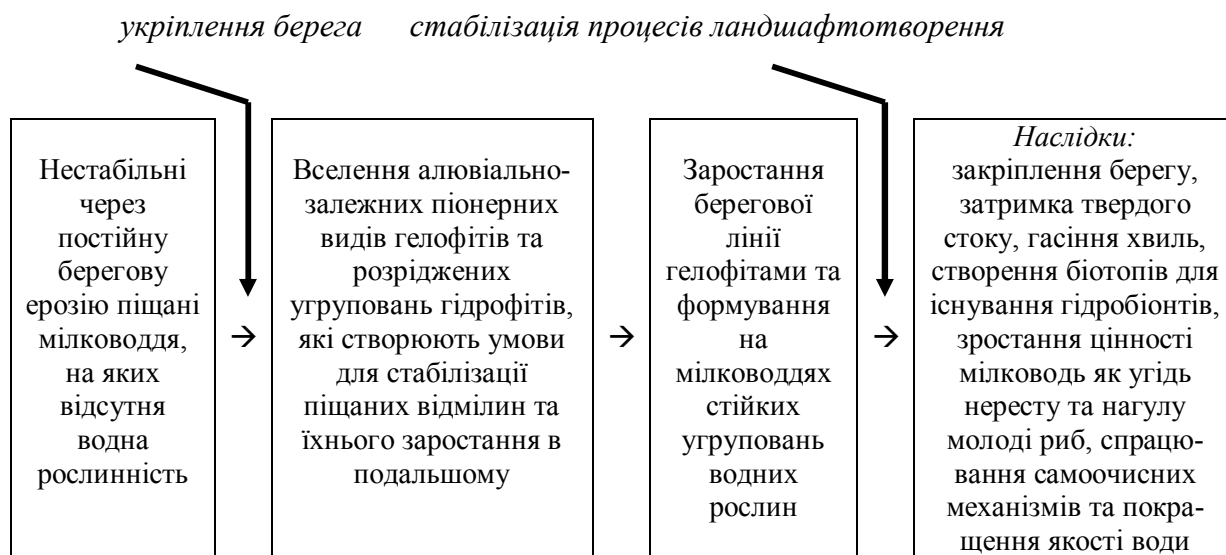 укріплення берега стабілізація процесів ландшафтотворення
Нестабільні
через
постійну
берегову
ерозію піщані
мілководдя,
на яких
відсутня
водна
рослинність
→
Вселення алювіально-
залежних піонерних
видів гелофітів та
розріджених
угруповань гідрофітів,
які створюють умови
для стабілізації
піщаних відмілин та
їхнього заростання в
подальшому
→
Заростання
берегової
лінії
гелофітами та
формування
на
мілководдях
стійких
угруповань
водних
рослин
→
Наслідки:
закріплення берегу,
затримка твердого
стоку, гасіння хвиль,
створення біотопів для
існування гідробіонтів,
зростання цінності
мілководь як угідь
нересту та нагулу
молоді риб, спрацю-
вання самоочисних
механізмів та покра-
щення якості води